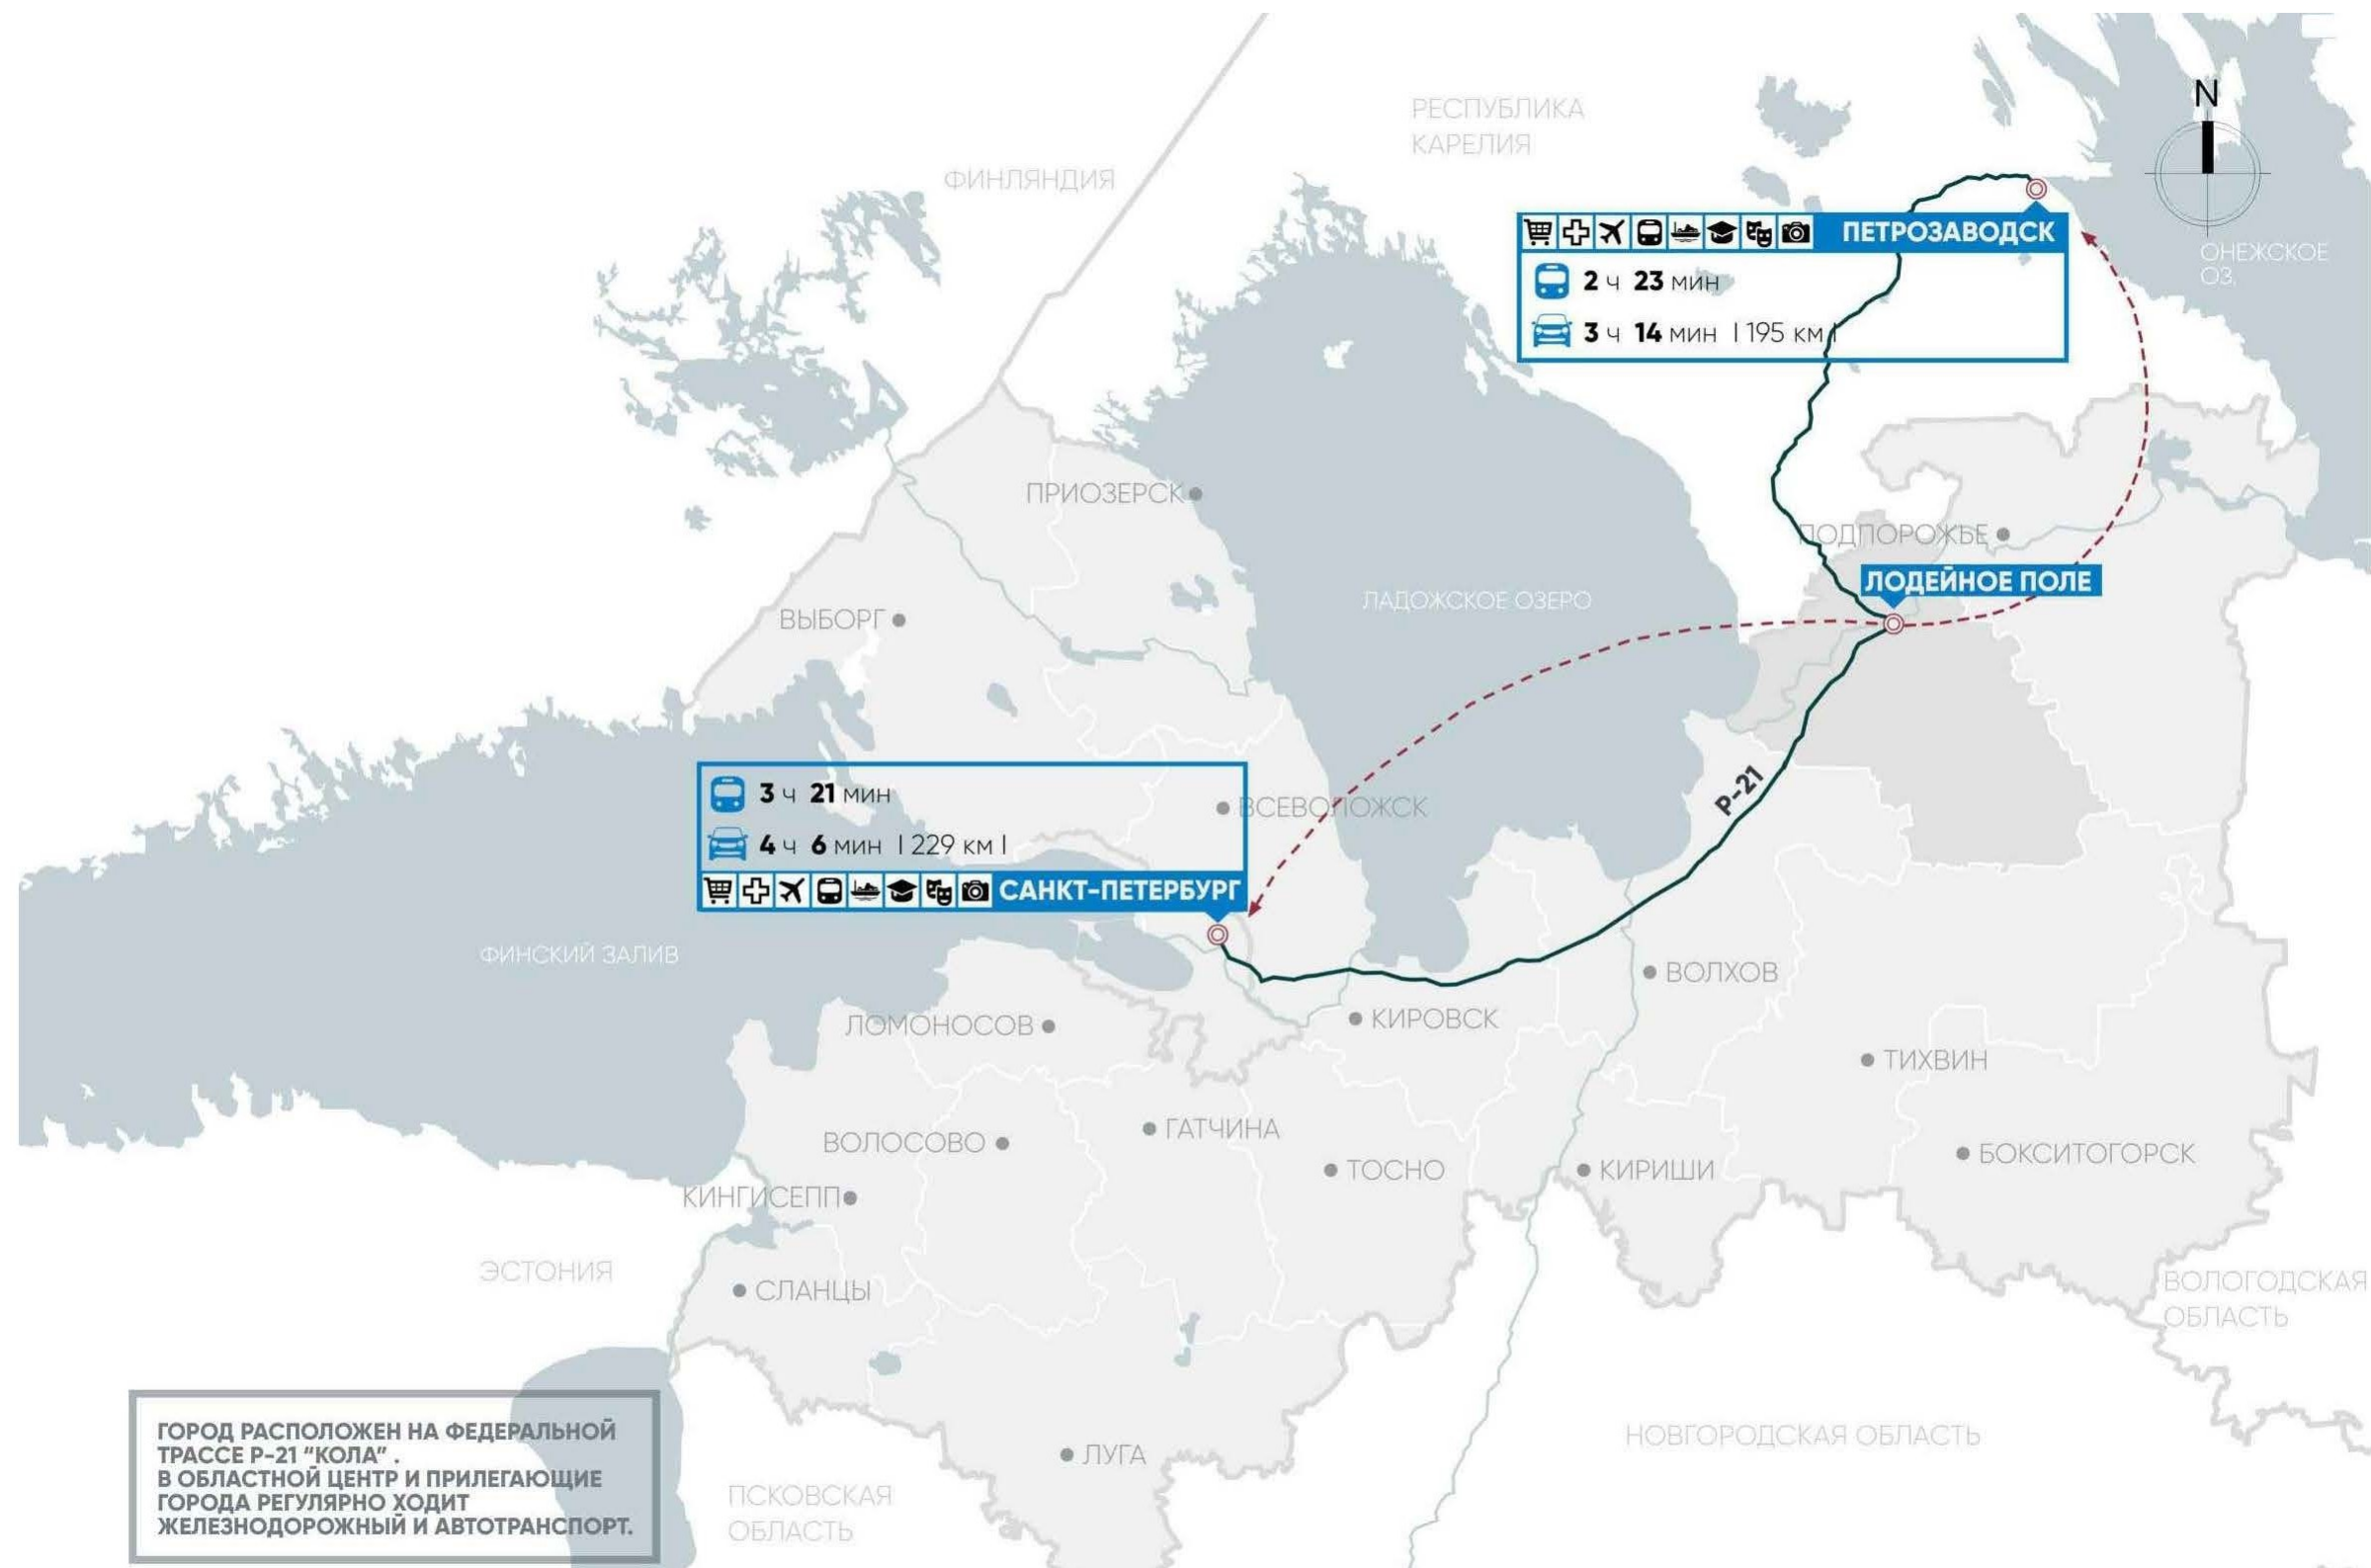 N
РЕСПУБЛИКА
КАРЕЛИЯ
ФИНЛЯНДИЯ
ПЕТРОЗАВОДСК
2 ч 23 мин
3 ч 14 мин | 195 км |
ОНЕЖСКОЕ
ОЗ.
ПРИОЗЕРСК
ПОДПОРОЖЬЕ
ЛОДЕЙНОЕ ПОЛЕ
ЛАДОЖСКОЕ ОЗЕРО
ВЫБОРГ
3 ч 21 мин
4 ч 6 мин | 229 км |
САНКТ-ПЕТЕРБУРГ
ВСЕВОЛОЖСК
Р-21
ФИНСКИЙ ЗАЛИВ
ВОЛХОВ
ЛОМОНОСОВ
КИРОВСК
ТИХВИН
ГАТЧИНА
ВОЛОСОВО
ТОСНО
КИРИШИ
БОКСИТОГОРСК
КИНГИСЕПП
ЭСТОНИЯ
СЛАНЦЫ
ВОЛОГОДСКАЯ
ОБЛАСТЬ
ЛУГА
НОВГОРОДСКАЯ ОБЛАСТЬ
ПСКОВСКАЯ
ОБЛАСТЬ
ГОРОД РАСПОЛОЖЕН НА ФЕДЕРАЛЬНОЙ
ТРАССЕ Р-21 "КОЛА" .
В ОБЛАСТНОЙ ЦЕНТР И ПРИЛЕГАЮЩИЕ
ГОРОДА РЕГУЛЯРНО ХОДИТ
ЖЕЛЕЗНОДОРОЖНЫЙ И АВТОТРАНСПОРТ.